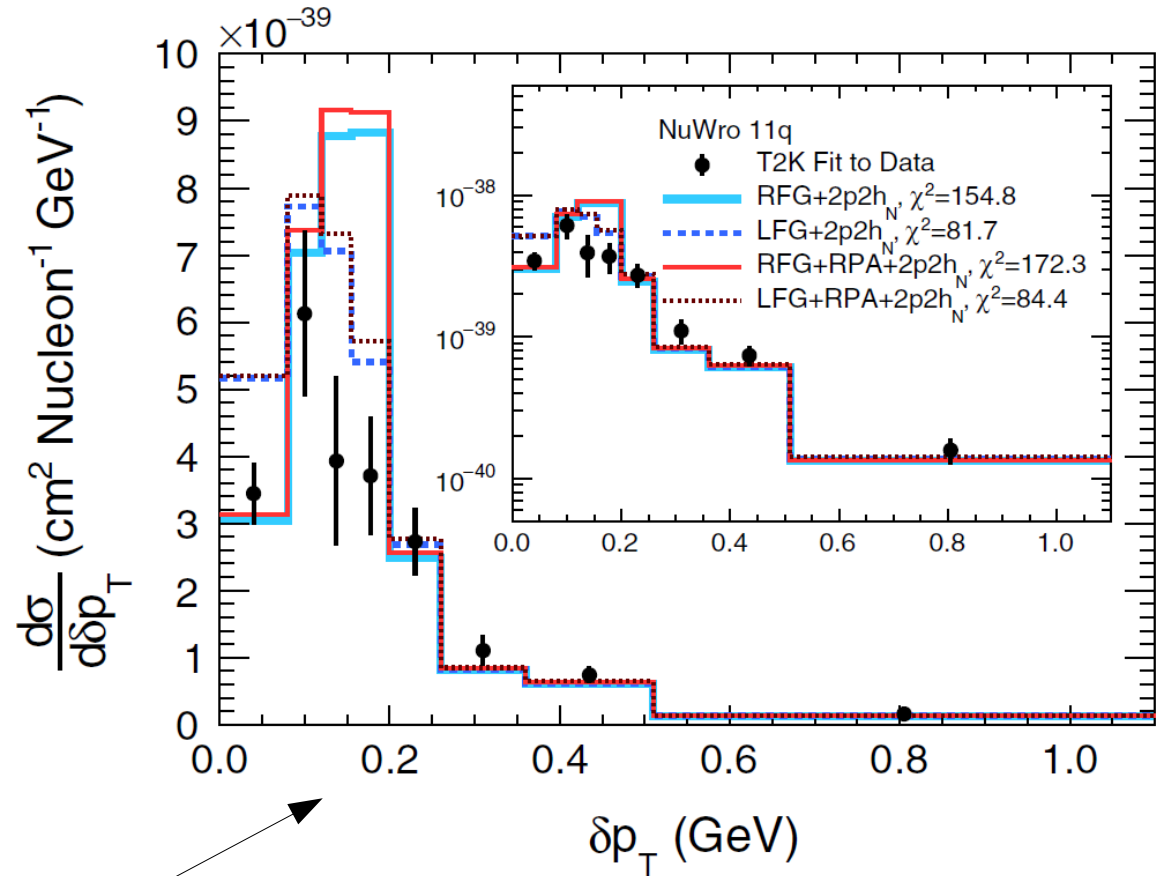 ×10⁻³⁹
10
9
8
7
6
5
4
3
2
1
0
dσ/dδp_T (cm² Nucleon⁻¹ GeV⁻¹)
NuWro 11q
T2K Fit to Data
RFG+2p2h_N, χ²=154.8
LFG+2p2h_N, χ²=81.7
RFG+RPA+2p2h_N, χ²=172.3
LFG+RPA+2p2h_N, χ²=84.4
10⁻³⁸
10⁻³⁹
10⁻⁴⁰
0.0 0.2 0.4 0.6 0.8 1.0
0.0 0.2 0.4 0.6 0.8 1.0
δp_T (GeV)